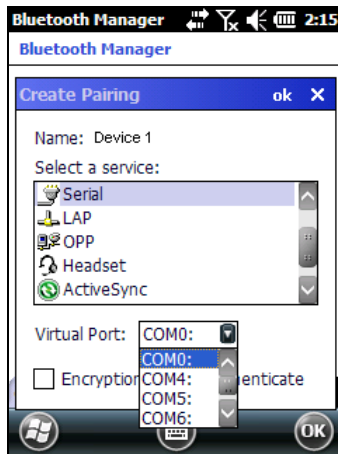 Bluetooth Manager 2:15
Bluetooth Manager
Create Pairing ok X
Name: Device 1
Select a service:
Serial
LAP
OPP
Headset
ActiveSync
Virtual Port: COM0:
COM0:
Encryption COM4: enticate
COM5:
COM6:
OK